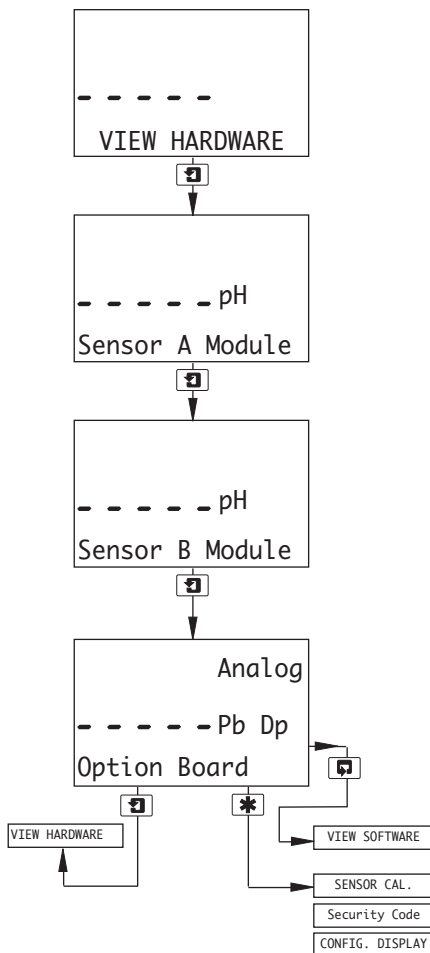 - - - - -
VIEW HARDWARE
- - - - - pH
Sensor A Module
- - - - - pH
Sensor B Module
Analog
- - - - - Pb Dp
Option Board
VIEW HARDWARE
VIEW SOFTWARE
SENSOR CAL.
Security Code
CONFIG. DISPLAY